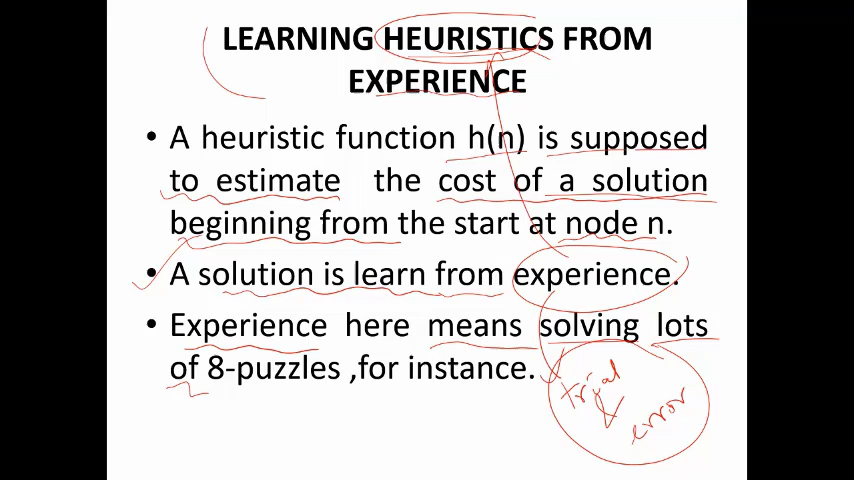 LEARNING HEURISTICS FROM
EXPERIENCE
• A heuristic function h(n) is supposed
to estimate the cost of a solution
beginning from the start at node n.
• A solution is learn from experience.
• Experience here means solving lots
of 8-puzzles ,for instance.
trial
&
error